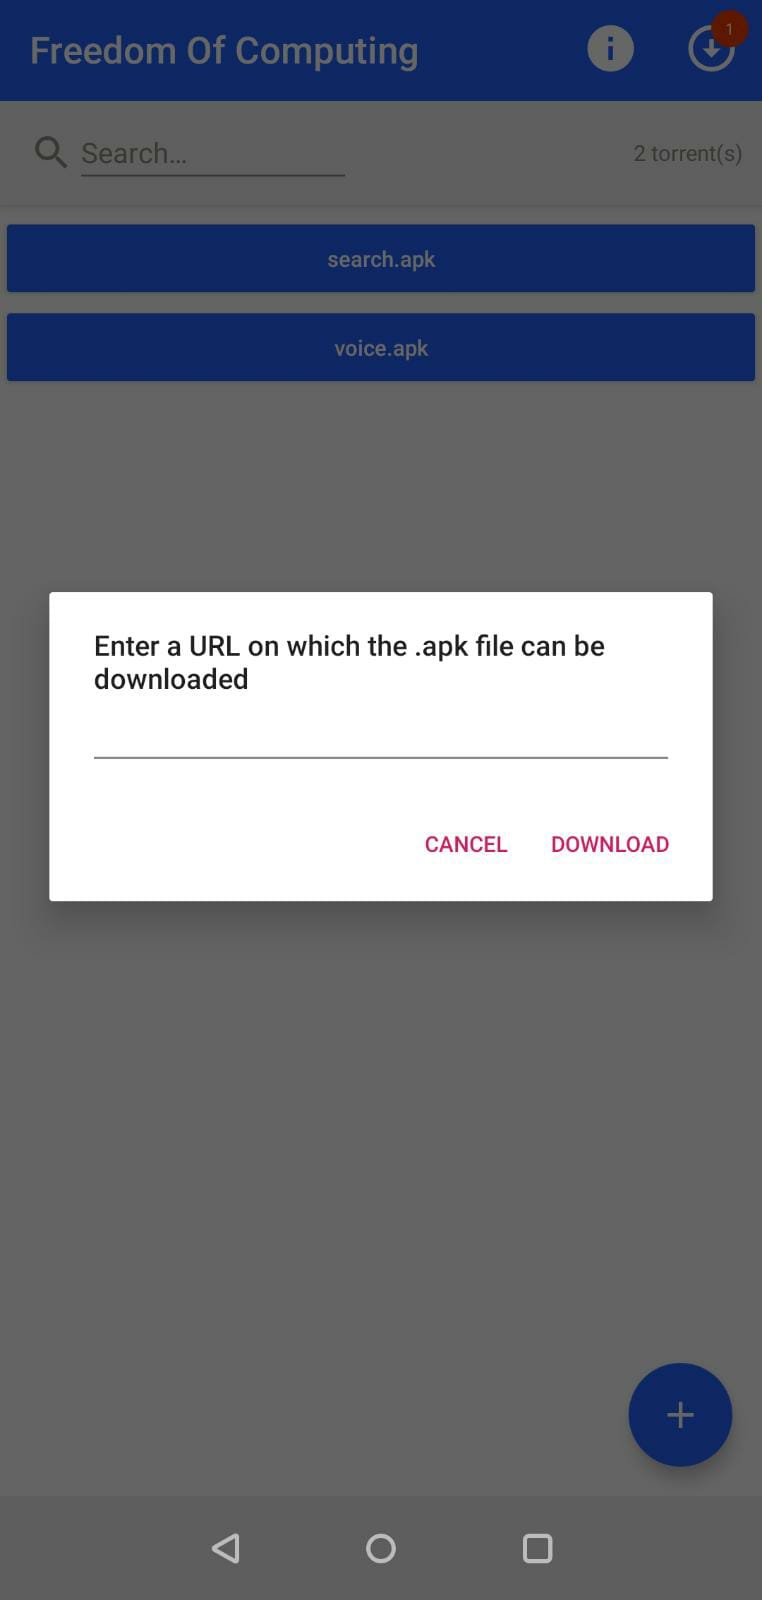 Freedom Of Computing
1
Search...
2 torrent(s)
search.apk
voice.apk
Enter a URL on which the .apk file can be
downloaded
CANCEL DOWNLOAD